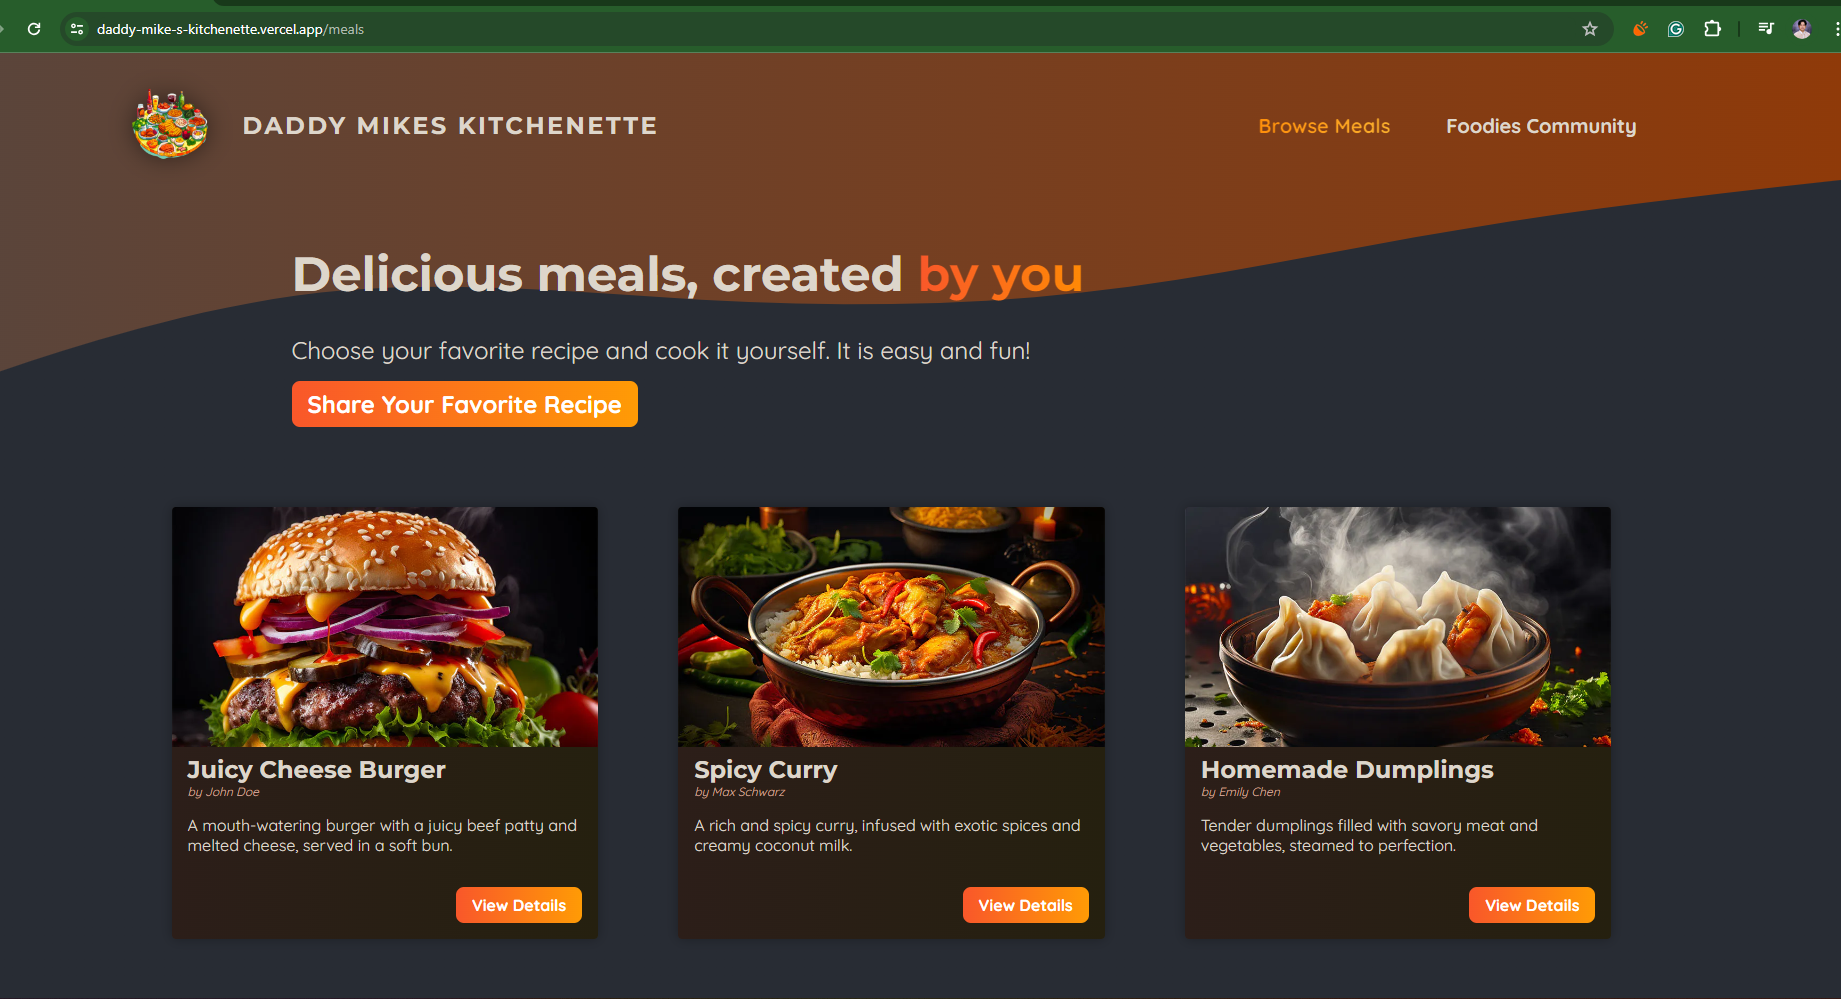 daddy-mike-s-kitchenette.vercel.app/meals
DADDY MIKES KITCHENETTE
Browse Meals
Foodies Community
Delicious meals, created by you
Choose your favorite recipe and cook it yourself. It is easy and fun!
Share Your Favorite Recipe
Juicy Cheese Burger
by John Doe
A mouth-watering burger with a juicy beef patty and
melted cheese, served in a soft bun.
View Details
Spicy Curry
by Max Schwarz
A rich and spicy curry, infused with exotic spices and
creamy coconut milk.
View Details
Homemade Dumplings
by Emily Chen
Tender dumplings filled with savory meat and
vegetables, steamed to perfection.
View Details